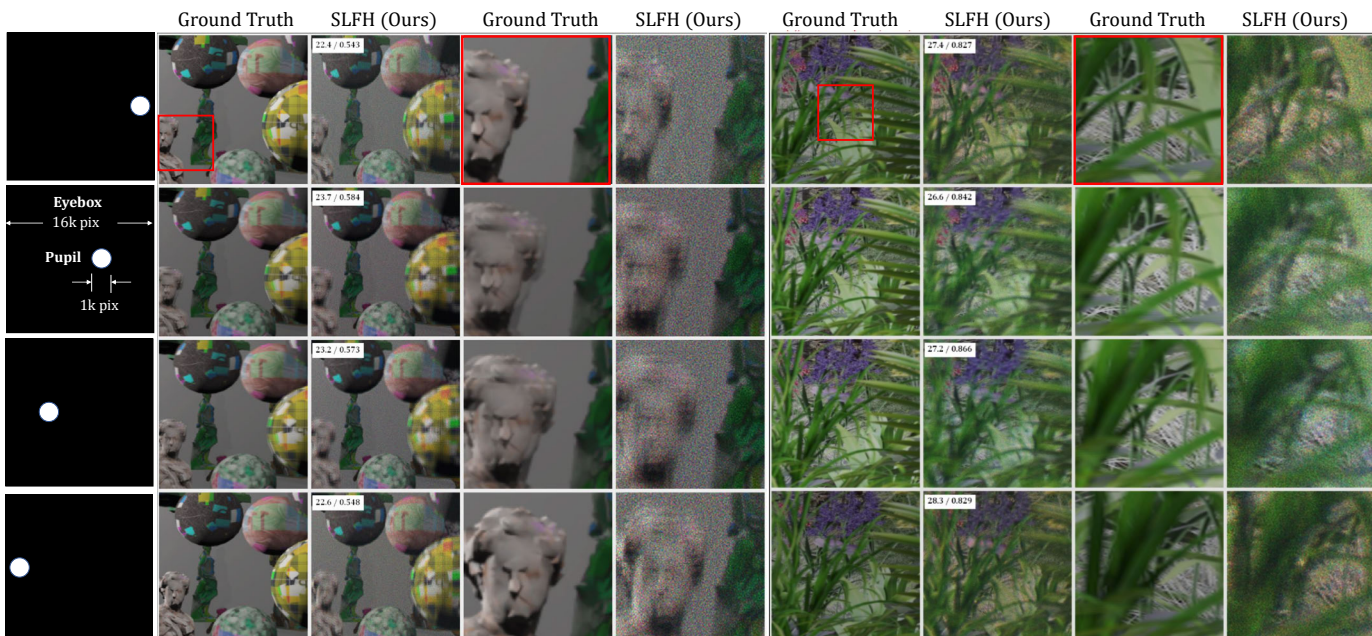 Ground Truth SLFH (Ours) Ground Truth SLFH (Ours) Ground Truth SLFH (Ours) Ground Truth SLFH (Ours)
22.4 / 0.543
27.4 / 0.827
Eyebox
16k pix
Pupil
1k pix
23.7 / 0.584
26.6 / 0.842
23.2 / 0.573
27.2 / 0.866
22.6 / 0.548
28.3 / 0.829